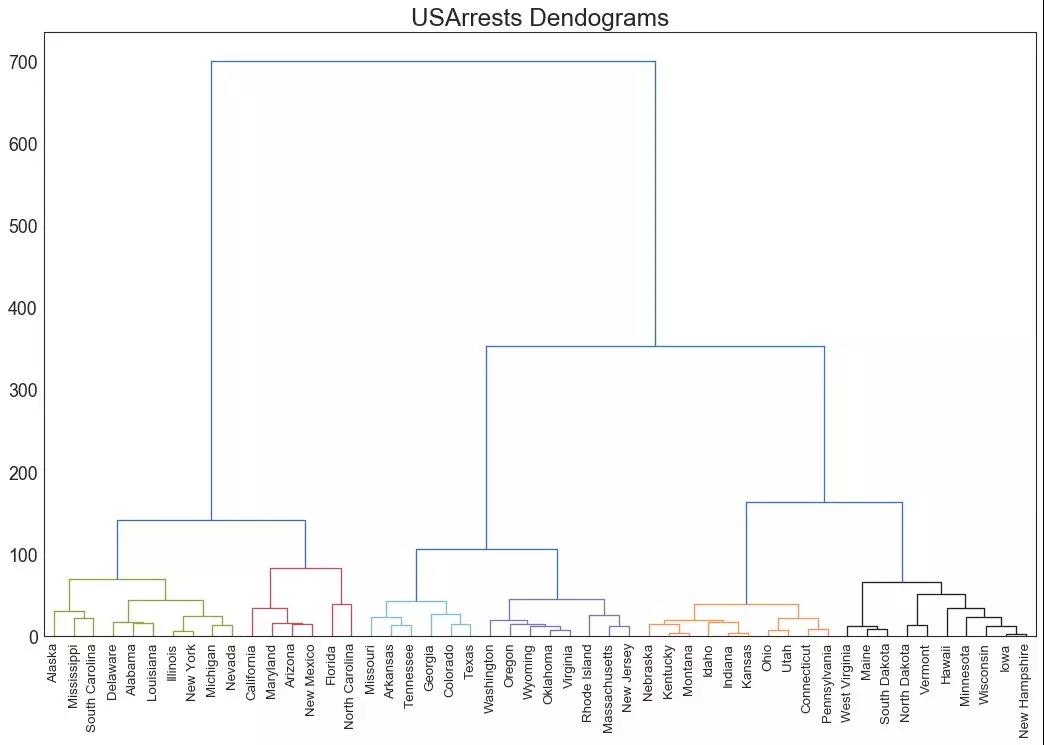 USArrests Dendograms
700
600
500
400
300
200
100
0
Alaska
Mississippi
South Carolina
Delaware
Alabama
Louisiana
Illinois
New York
Michigan
Nevada
California
Maryland
Arizona
New Mexico
Florida
North Carolina
Missouri
Arkansas
Tennessee
Georgia
Colorado
Texas
Washington
Oregon
Wyoming
Oklahoma
Virginia
Rhode Island
Massachusetts
New Jersey
Nebraska
Kentucky
Montana
Idaho
Indiana
Kansas
Ohio
Utah
Connecticut
Pennsylvania
West Virginia
Maine
South Dakota
North Dakota
Vermont
Hawaii
Minnesota
Wisconsin
Iowa
New Hampshire